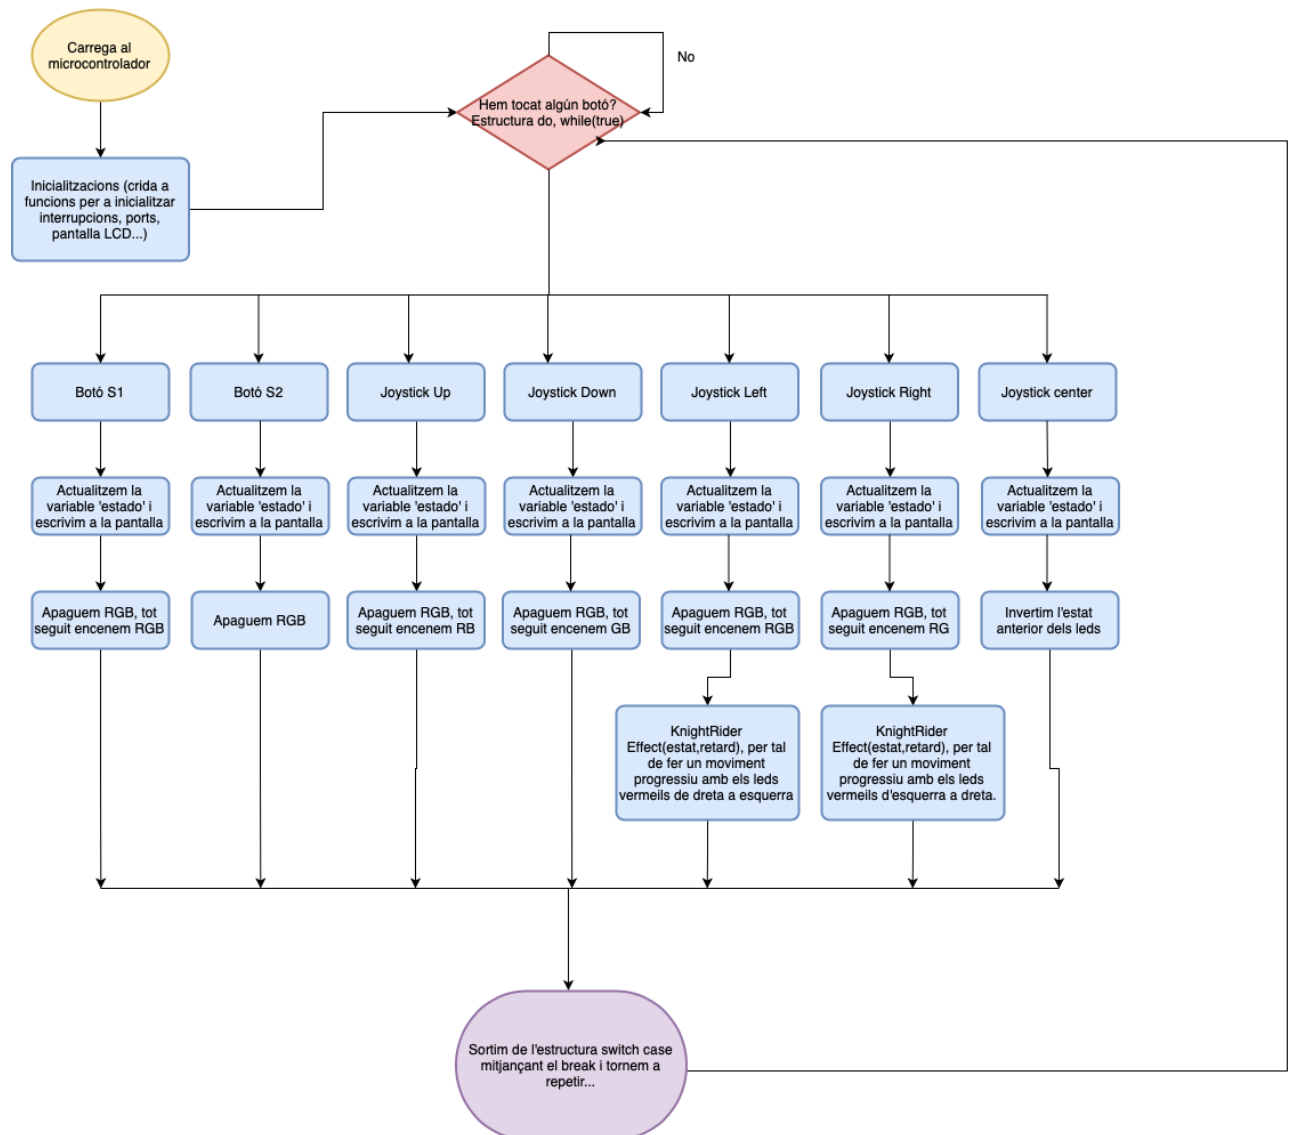 Carrega al
microcontrolador
No
Hem tocat algún botó?
Estructura do, while(true)
Inicialitzacions (crida a
funcions per a inicialitzar
interrupcions, ports,
pantalla LCD...)
Botó S1
Botó S2
Joystick Up
Joystick Down
Joystick Left
Joystick Right
Joystick center
Actualitzem la
variable 'estado' i
escrivim a la pantalla
Actualitzem la
variable 'estado' i
escrivim a la pantalla
Actualitzem la
variable 'estado' i
escrivim a la pantalla
Actualitzem la
variable 'estado' i
escrivim a la pantalla
Actualitzem la
variable 'estado' i
escrivim a la pantalla
Actualitzem la
variable 'estado' i
escrivim a la pantalla
Actualitzem la
variable 'estado' i
escrivim a la pantalla
Apaguem RGB, tot
seguit encenem RGB
Apaguem RGB
Apaguem RGB, tot
seguit encenem RB
Apaguem RGB, tot
seguit encenem GB
Apaguem RGB, tot
seguit encenem RGB
Apaguem RGB, tot
seguit encenem RG
Invertim l'estat
anterior dels leds
KnightRider
Effect(estat,retard), per tal
de fer un moviment
progressiu amb els leds
vermeils de dreta a esquerra
KnightRider
Effect(estat,retard), per tal
de fer un moviment
progressiu amb els leds
vermeils d'esquerra a dreta.
Sortim de l'estructura switch case
mitjançant el break i tornem a
repetir...